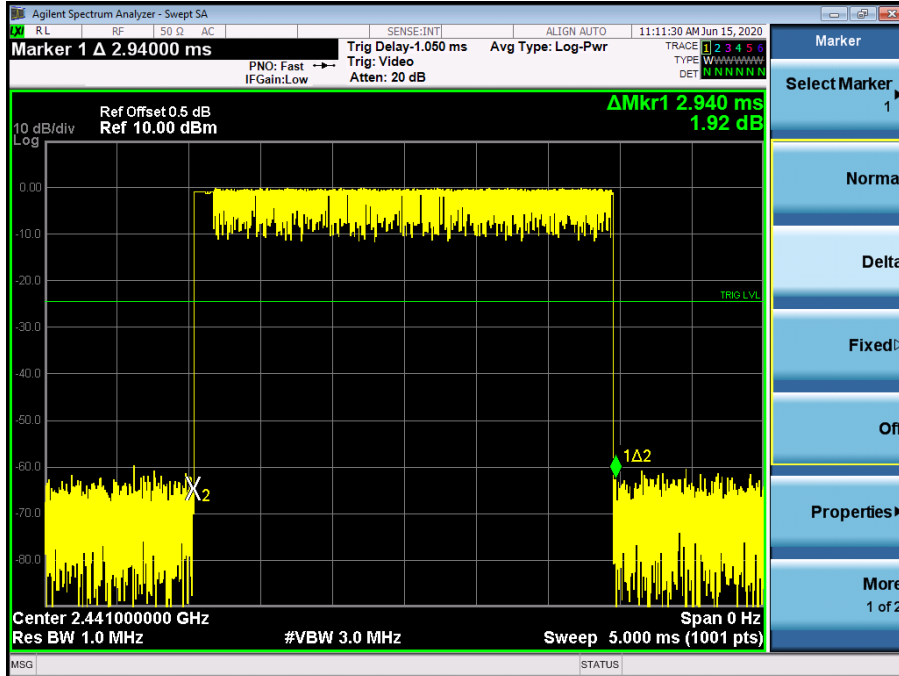 Agilent Spectrum Analyzer - Swept SA
LXI RL RF 50 Ω AC SENSE:INT ALIGN AUTO 11:11:30 AM Jun 15, 2020
Marker 1 Δ 2.94000 ms
PNO: Fast
IFGain:Low
Trig Delay-1.050 ms
Trig: Video
Atten: 20 dB
Avg Type: Log-Pwr
TRACE 1 2 3 4 5 6
TYPE WWWWWW
DET N N N N N N
ΔMkr1 2.940 ms
1.92 dB
Ref Offset 0.5 dB
10 dB/div Ref 10.00 dBm
Log
0.00
-10.0
-20.0
TRIG LVL
-30.0
-40.0
-50.0
-60.0
1Δ2
2
-70.0
-80.0
Center 2.441000000 GHz Span 0 Hz
Res BW 1.0 MHz #VBW 3.0 MHz Sweep 5.000 ms (1001 pts)
MSG STATUS
Marker
Select Marker
1
Norma
Delta
Fixed
Off
Properties
More
1 of 2